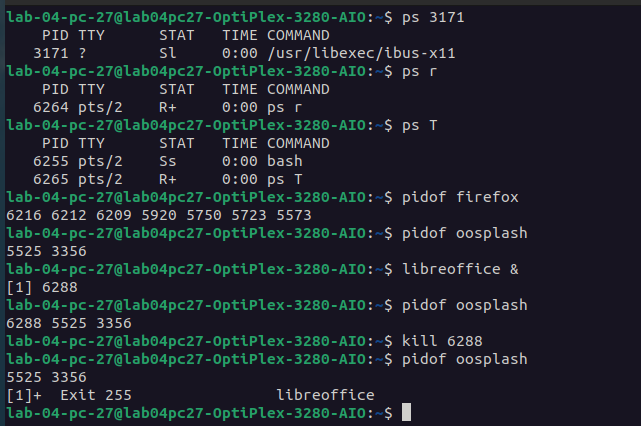 lab-04-pc-27@lab04pc27-OptiPlex-3280-AIO:~$ ps 3171
    PID TTY      STAT   TIME COMMAND
   3171 ?        Sl     0:00 /usr/libexec/ibus-x11
lab-04-pc-27@lab04pc27-OptiPlex-3280-AIO:~$ ps r
    PID TTY      STAT   TIME COMMAND
   6264 pts/2    R+     0:00 ps r
lab-04-pc-27@lab04pc27-OptiPlex-3280-AIO:~$ ps T
    PID TTY      STAT   TIME COMMAND
   6255 pts/2    Ss     0:00 bash
   6265 pts/2    R+     0:00 ps T
lab-04-pc-27@lab04pc27-OptiPlex-3280-AIO:~$ pidof firefox
6216 6212 6209 5920 5750 5723 5573
lab-04-pc-27@lab04pc27-OptiPlex-3280-AIO:~$ pidof oosplash
5525 3356
lab-04-pc-27@lab04pc27-OptiPlex-3280-AIO:~$ libreoffice &
[1] 6288
lab-04-pc-27@lab04pc27-OptiPlex-3280-AIO:~$ pidof oosplash
6288 5525 3356
lab-04-pc-27@lab04pc27-OptiPlex-3280-AIO:~$ kill 6288
lab-04-pc-27@lab04pc27-OptiPlex-3280-AIO:~$ pidof oosplash
5525 3356
[1]+  Exit 255                libreoffice
lab-04-pc-27@lab04pc27-OptiPlex-3280-AIO:~$